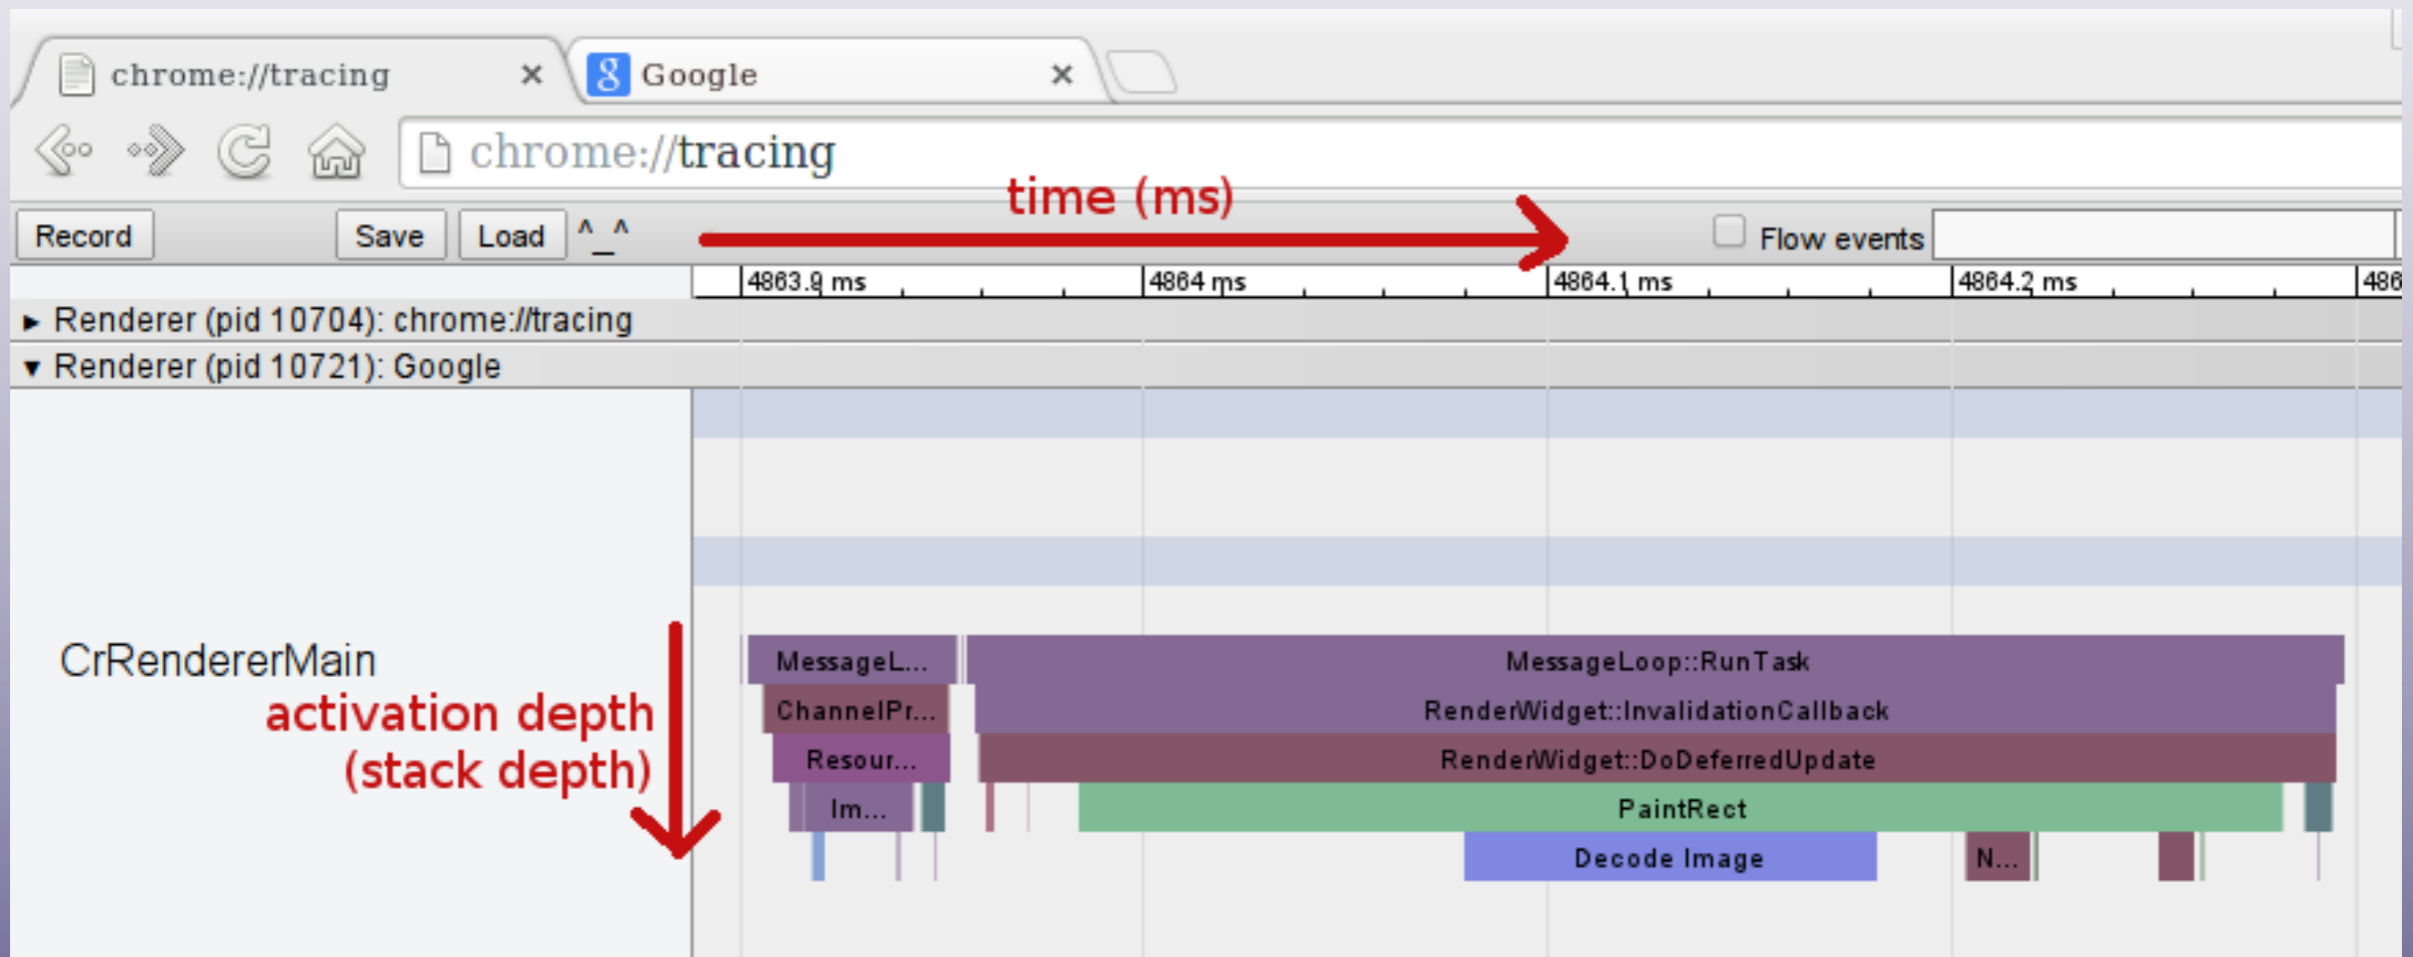 chrome://tracing
Google
chrome://tracing
time (ms)
Record Save Load ^_^ Flow events
4863.9 ms 4864 ms 4864.1 ms 4864.2 ms 486
Renderer (pid 10704): chrome://tracing
Renderer (pid 10721): Google
CrRendererMain
activation depth
(stack depth)
MessageL... MessageLoop::RunTask
ChannelPr... RenderWidget::InvalidationCallback
Resour... RenderWidget::DoDeferredUpdate
Im... PaintRect
Decode Image N...